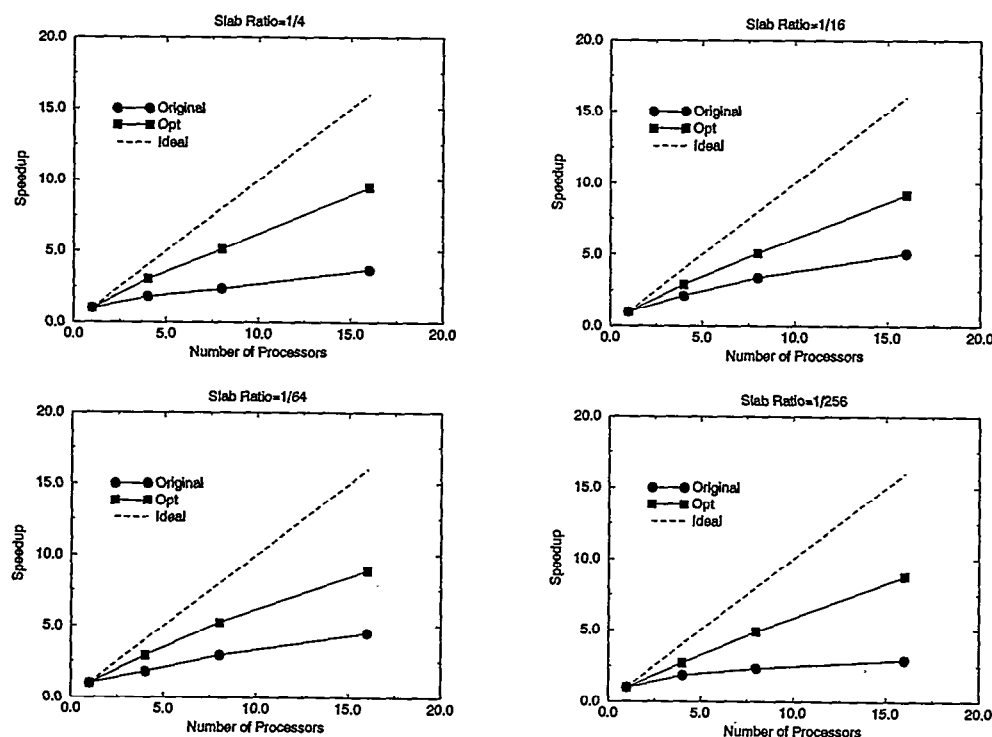 Slab Ratio=1/4
20.0
15.0
10.0
5.0
0.0
Speedup
Original
Opt
Ideal
0.0 5.0 10.0 15.0 20.0
Number of Processors
Slab Ratio=1/16
20.0
15.0
10.0
5.0
0.0
Speedup
Original
Opt
Ideal
0.0 5.0 10.0 15.0 20.0
Number of Processors
Slab Ratio=1/64
20.0
15.0
10.0
5.0
0.0
Speedup
Original
Opt
Ideal
0.0 5.0 10.0 15.0 20.0
Number of Processors
Slab Ratio=1/256
20.0
15.0
10.0
5.0
0.0
Speedup
Original
Opt
Ideal
0.0 5.0 10.0 15.0 20.0
Number of Processors